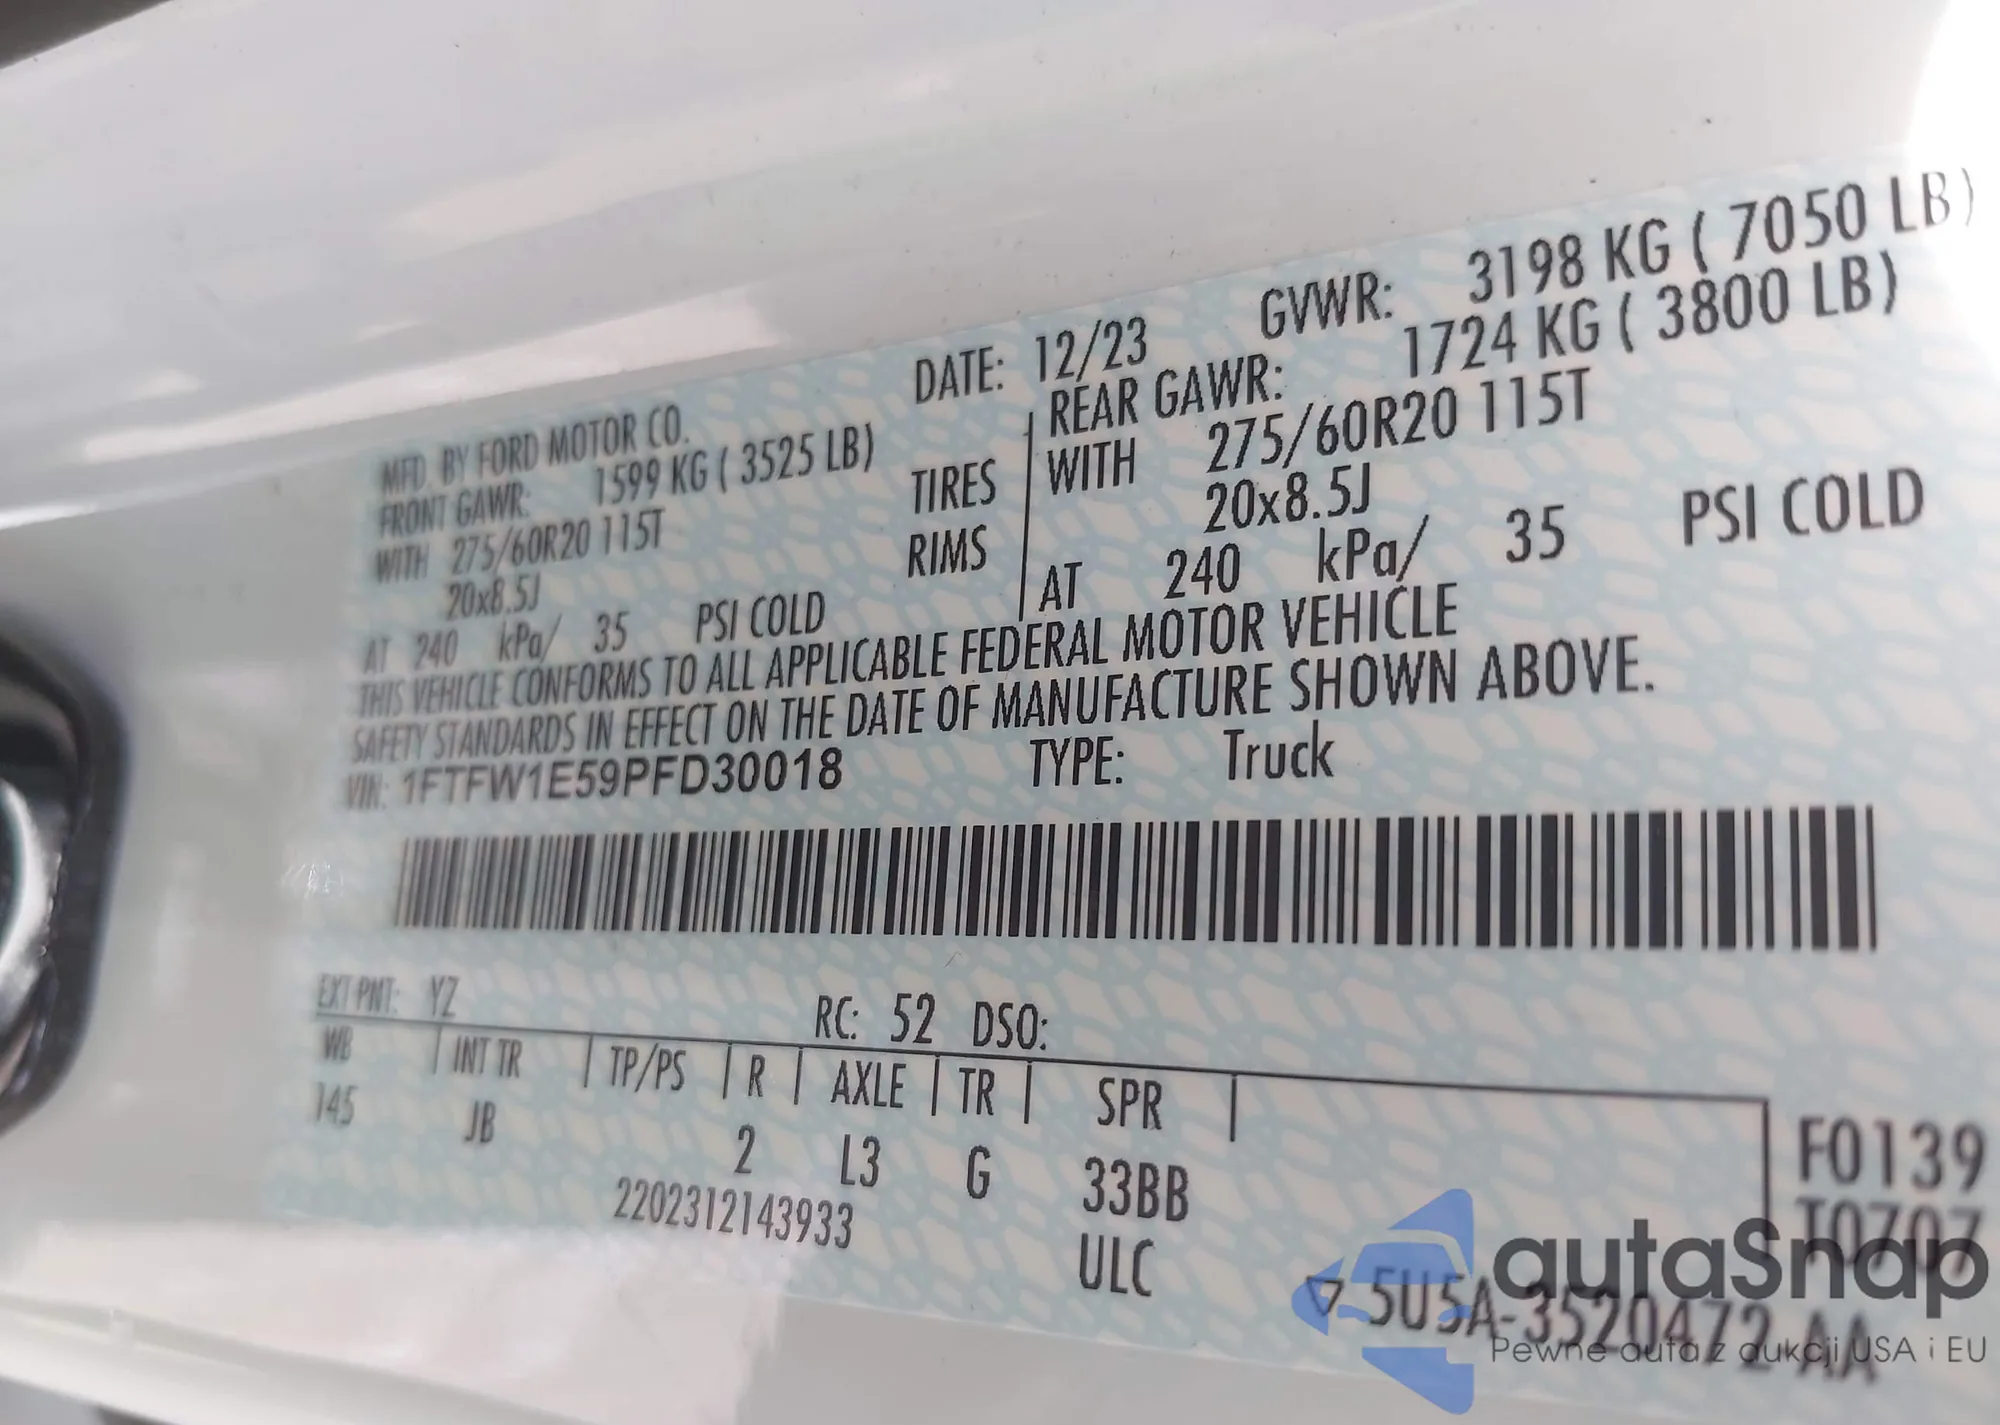 MFD. BY FORD MOTOR CO.
DATE: 12/23
GVWR: 3198 KG ( 7050 LB)
FRONT GAWR: 1599 KG ( 3525 LB)
REAR GAWR: 1724 KG ( 3800 LB)
WITH 275/60R20 115T
TIRES
WITH 275/60R20 115T
20x8.5J
RIMS
20x8.5J
AT 240 kPa/ 35 PSI COLD
AT 240 kPa/ 35 PSI COLD
THIS VEHICLE CONFORMS TO ALL APPLICABLE FEDERAL MOTOR VEHICLE
SAFETY STANDARDS IN EFFECT ON THE DATE OF MANUFACTURE SHOWN ABOVE.
VIN: 1FTFW1E59PFD30018
TYPE: Truck
EXT PNT: YZ
RC: 52 DSO:
WB | INT TR | TP/PS | R | AXLE | TR | SPR |
145 JB 2 L3 G 33BB
F0139
T0707
2202312143933
ULC
▽ 5U5A-3520472 AA
autaSnap
Pewne auta z aukcji USA i EU